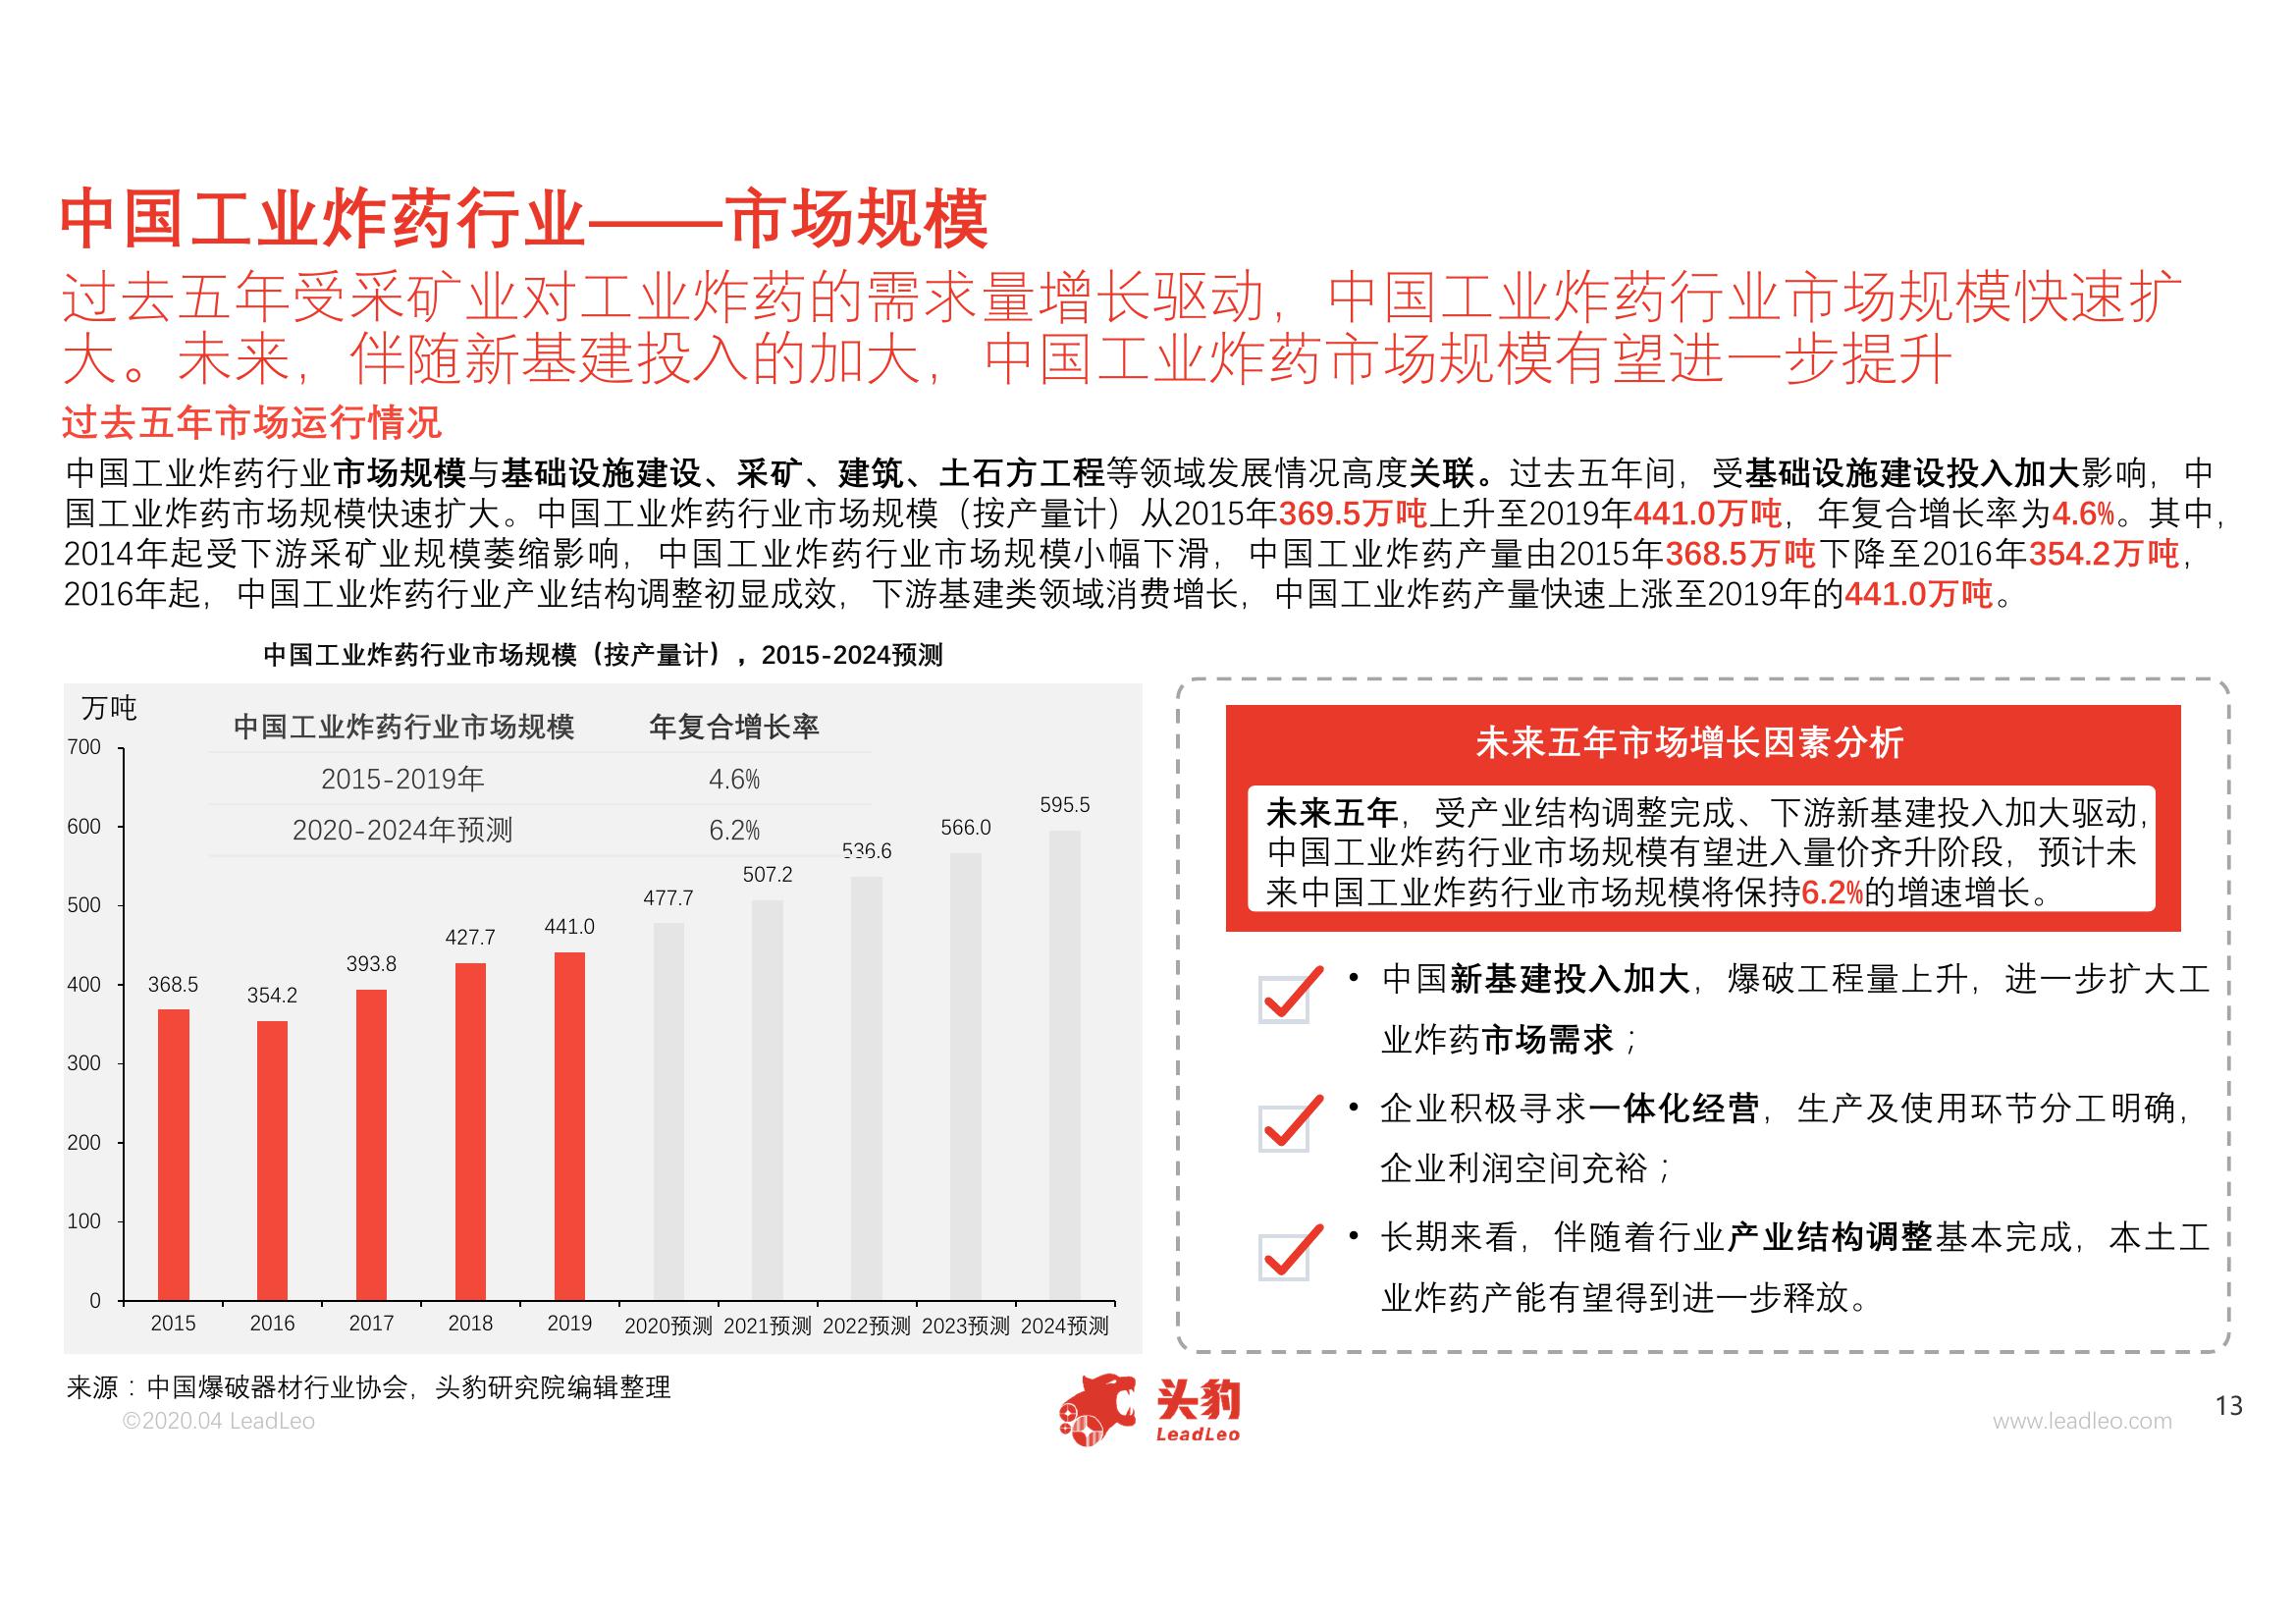 中国工业炸药行业——市场规模
过去五年受采矿业对工业炸药的需求量增长驱动，中国工业炸药行业市场规模快速扩
大。未来，伴随新基建投入的加大，中国工业炸药市场规模有望进一步提升
过去五年市场运行情况
中国工业炸药行业市场规模与基础设施建设、采矿、建筑、土石方工程等领域发展情况高度关联。过去五年间，受基础设施建设投入加大影响，中
国工业炸药市场规模快速扩大。中国工业炸药行业市场规模（按产量计）从2015年369.5万吨上升至2019年441.0万吨，年复合增长率为4.6%。其中，
2014年起受下游采矿业规模萎缩影响，中国工业炸药行业市场规模小幅下滑，中国工业炸药产量由2015年368.5万吨下降至2016年354.2万吨，
2016年起，中国工业炸药行业产业结构调整初显成效，下游基建类领域消费增长，中国工业炸药产量快速上涨至2019年的441.0万吨。
中国工业炸药行业市场规模（按产量计），2015-2024预测
万吨
中国工业炸药行业市场规模 年复合增长率
2015-2019年 4.6%
2020-2024年预测 6.2%
700
600
500
400
300
200
100
0
368.5
354.2
393.8
427.7
441.0
477.7
507.2
536.6
566.0
595.5
2015 2016 2017 2018 2019 2020预测 2021预测 2022预测 2023预测 2024预测
未来五年市场增长因素分析
未来五年，受产业结构调整完成、下游新基建投入加大驱动，
中国工业炸药行业市场规模有望进入量价齐升阶段，预计未
来中国工业炸药行业市场规模将保持6.2%的增速增长。
• 中国新基建投入加大，爆破工程量上升，进一步扩大工
业炸药市场需求；
• 企业积极寻求一体化经营，生产及使用环节分工明确，
企业利润空间充裕；
• 长期来看，伴随着行业产业结构调整基本完成，本土工
业炸药产能有望得到进一步释放。
来源：中国爆破器材行业协会，头豹研究院编辑整理
©2020.04 LeadLeo
头豹
LeadLeo
www.leadleo.com
13